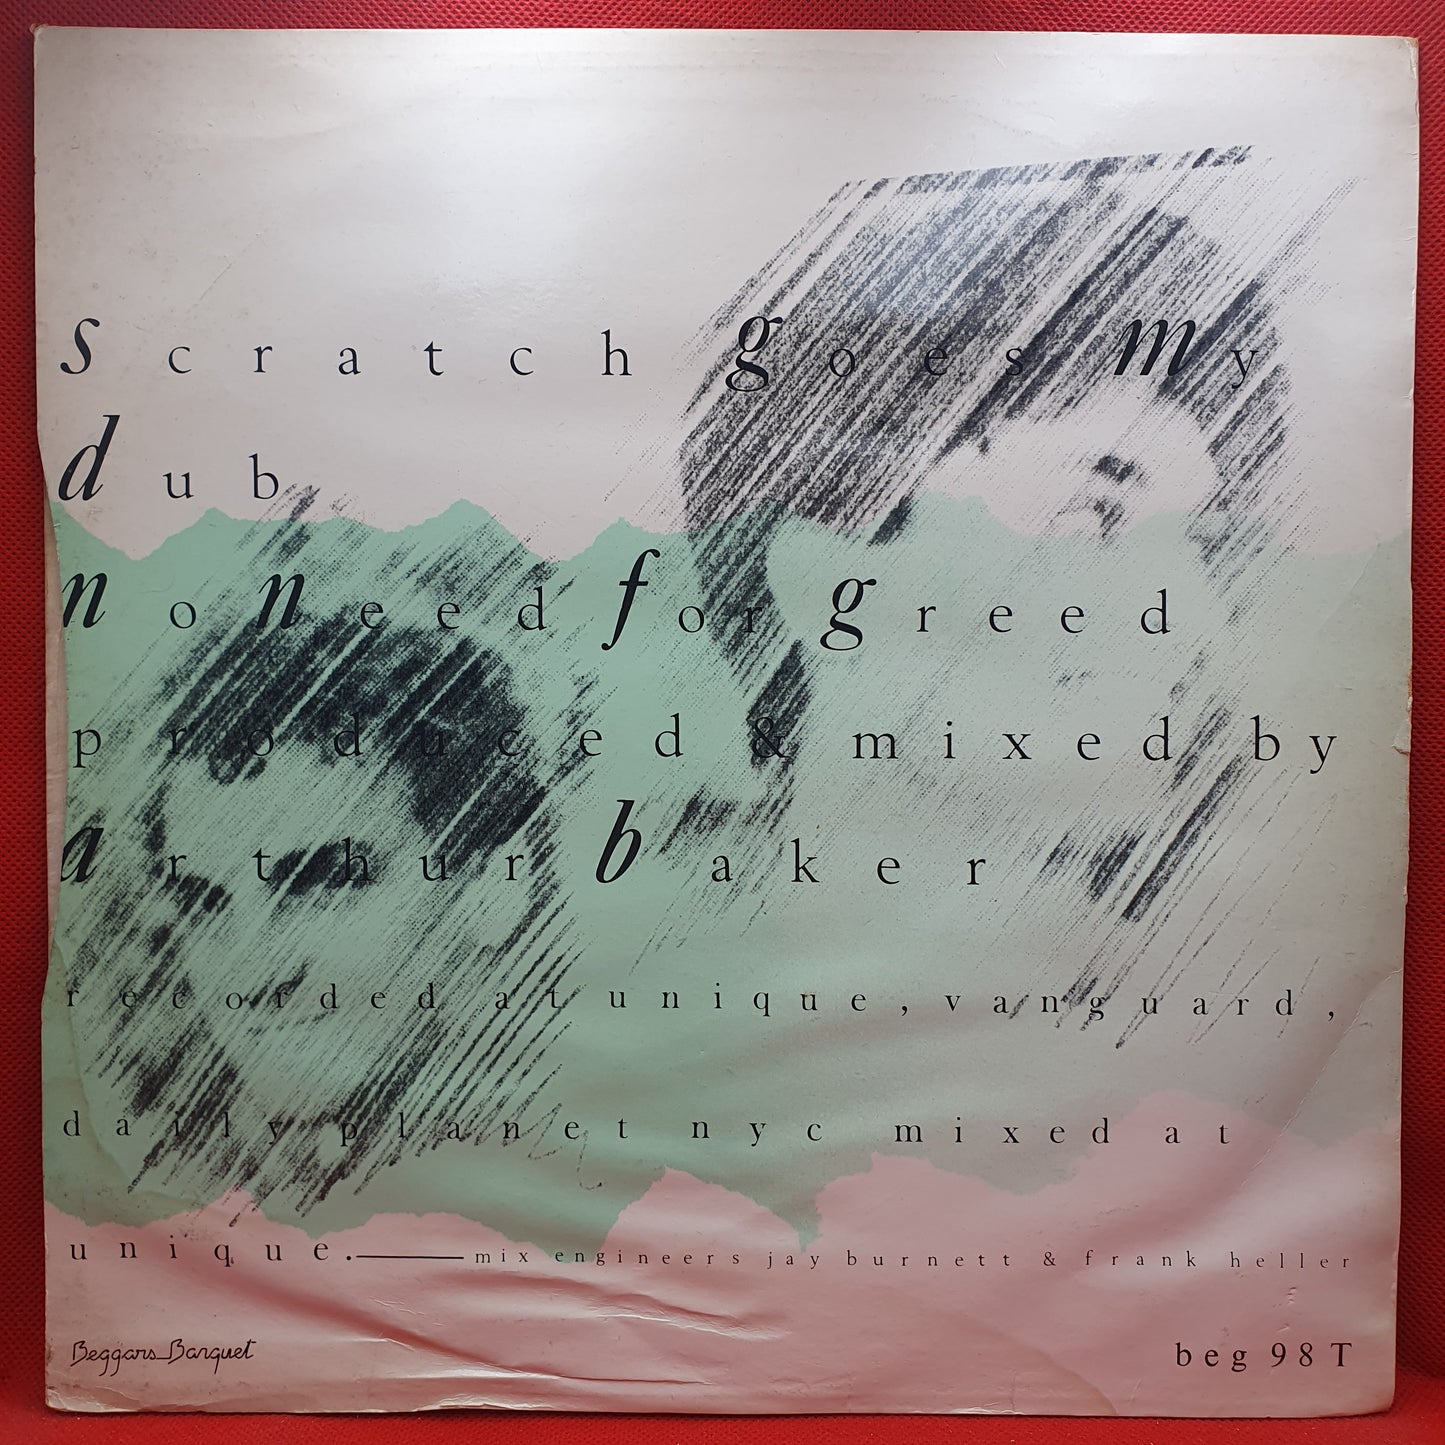 Scratch goes my
dub
no need for greed
produced & mixed by
arthur baker
recorded at unique, vanguard,
daily planet nyc mixed at
unique.—mix engineers jay burnett & frank heller
Beggars Banquet
beg 98T